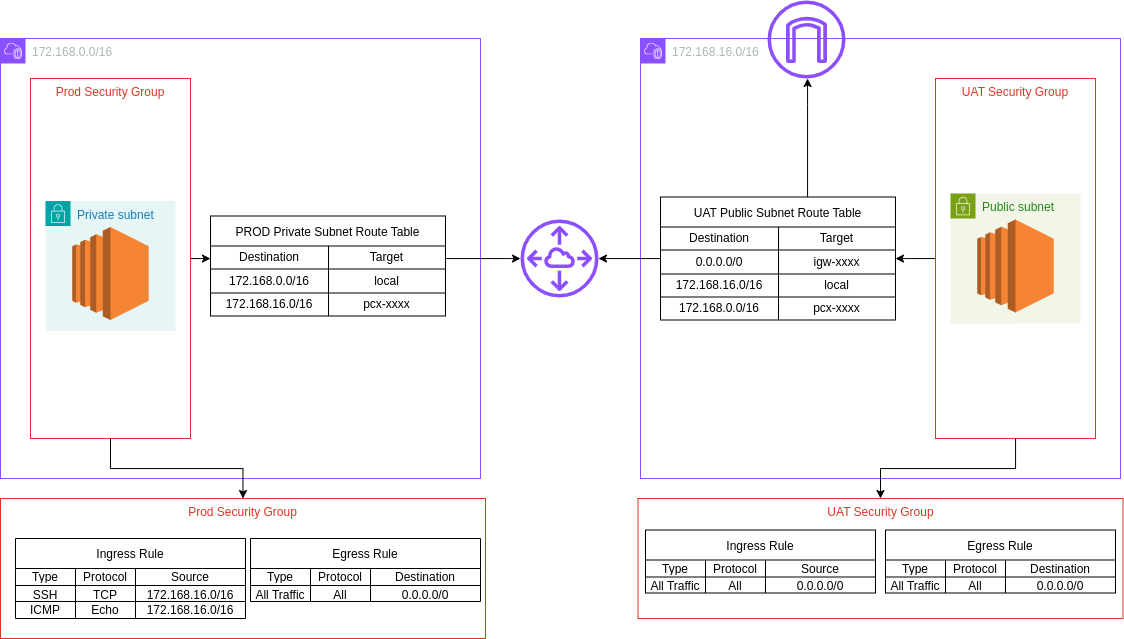 172.168.0.0/16
Prod Security Group
Private subnet
PROD Private Subnet Route Table
Destination Target
172.168.0.0/16 local
172.168.16.0/16 pcx-xxxx
172.168.16.0/16
UAT Security Group
Public subnet
UAT Public Subnet Route Table
Destination Target
0.0.0.0/0 igw-xxxx
172.168.16.0/16 local
172.168.0.0/16 pcx-xxxx
Prod Security Group
Ingress Rule
Type Protocol Source
SSH TCP 172.168.16.0/16
ICMP Echo 172.168.16.0/16
Egress Rule
Type Protocol Destination
All Traffic All 0.0.0.0/0
UAT Security Group
Ingress Rule
Type Protocol Source
All Traffic All 0.0.0.0/0
Egress Rule
Type Protocol Destination
All Traffic All 0.0.0.0/0